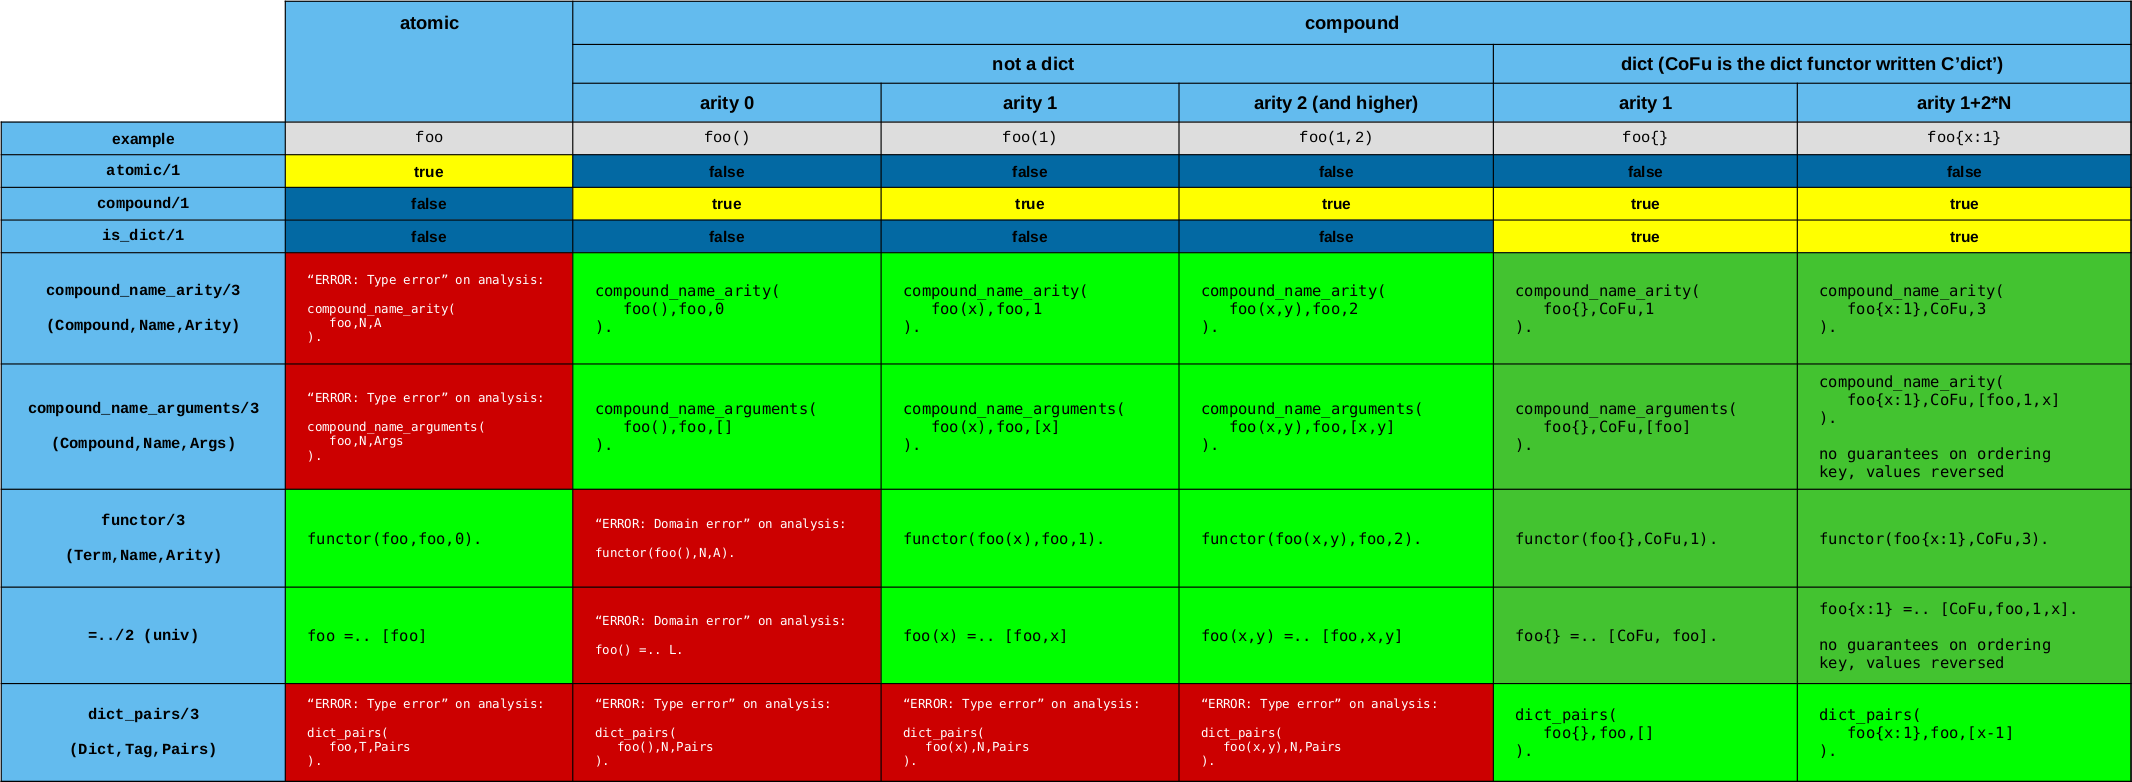 atomic
compound
not a dict
dict (CoFu is the dict functor written C’dict’)
arity 0
arity 1
arity 2 (and higher)
arity 1
arity 1+2*N
example
foo
foo()
foo(1)
foo(1,2)
foo{}
foo{x:1}
atomic/1
true
false
false
false
false
false
compound/1
false
true
true
true
true
true
is_dict/1
false
false
false
false
true
true
compound_name_arity/3
(Compound,Name,Arity)
“ERROR: Type error” on analysis:
compound_name_arity(
foo,N,A
).
compound_name_arity(
foo(),foo,0
).
compound_name_arity(
foo(x),foo,1
).
compound_name_arity(
foo(x,y),foo,2
).
compound_name_arity(
foo{},CoFu,1
).
compound_name_arity(
foo{x:1},CoFu,3
).
compound_name_arguments/3
(Compound,Name,Args)
“ERROR: Type error” on analysis:
compound_name_arguments(
foo,N,Args
).
compound_name_arguments(
foo(),foo,[]
).
compound_name_arguments(
foo(x),foo,[x]
).
compound_name_arguments(
foo(x,y),foo,[x,y]
).
compound_name_arguments(
foo{},CoFu,[foo]
).
compound_name_arity(
foo{x:1},CoFu,[foo,1,x]
).
no guarantees on ordering
key, values reversed
functor/3
(Term,Name,Arity)
functor(foo,foo,0).
“ERROR: Domain error” on analysis:
functor(foo(),N,A).
functor(foo(x),foo,1).
functor(foo(x,y),foo,2).
functor(foo{},CoFu,1).
functor(foo{x:1},CoFu,3).
=../2 (univ)
foo =.. [foo]
“ERROR: Domain error” on analysis:
foo() =.. L.
foo(x) =.. [foo,x]
foo(x,y) =.. [foo,x,y]
foo{} =.. [CoFu, foo].
foo{x:1} =.. [CoFu,foo,1,x].
no guarantees on ordering
key, values reversed
dict_pairs/3
(Dict,Tag,Pairs)
“ERROR: Type error” on analysis:
dict_pairs(
foo,T,Pairs
).
“ERROR: Type error” on analysis:
dict_pairs(
foo(),N,Pairs
).
“ERROR: Type error” on analysis:
dict_pairs(
foo(x),N,Pairs
).
“ERROR: Type error” on analysis:
dict_pairs(
foo(x,y),N,Pairs
).
dict_pairs(
foo{},foo,[]
).
dict_pairs(
foo{x:1},foo,[x-1]
).